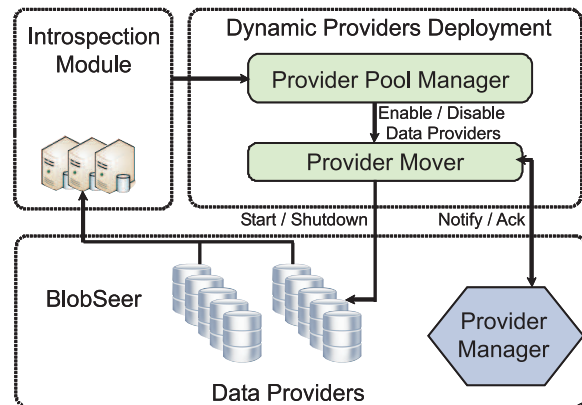 Introspection
Module
Dynamic Providers Deployment
Provider Pool Manager
Enable / Disable
Data Providers
Provider Mover
Start / Shutdown
Notify / Ack
BlobSeer
Provider
Manager
Data Providers